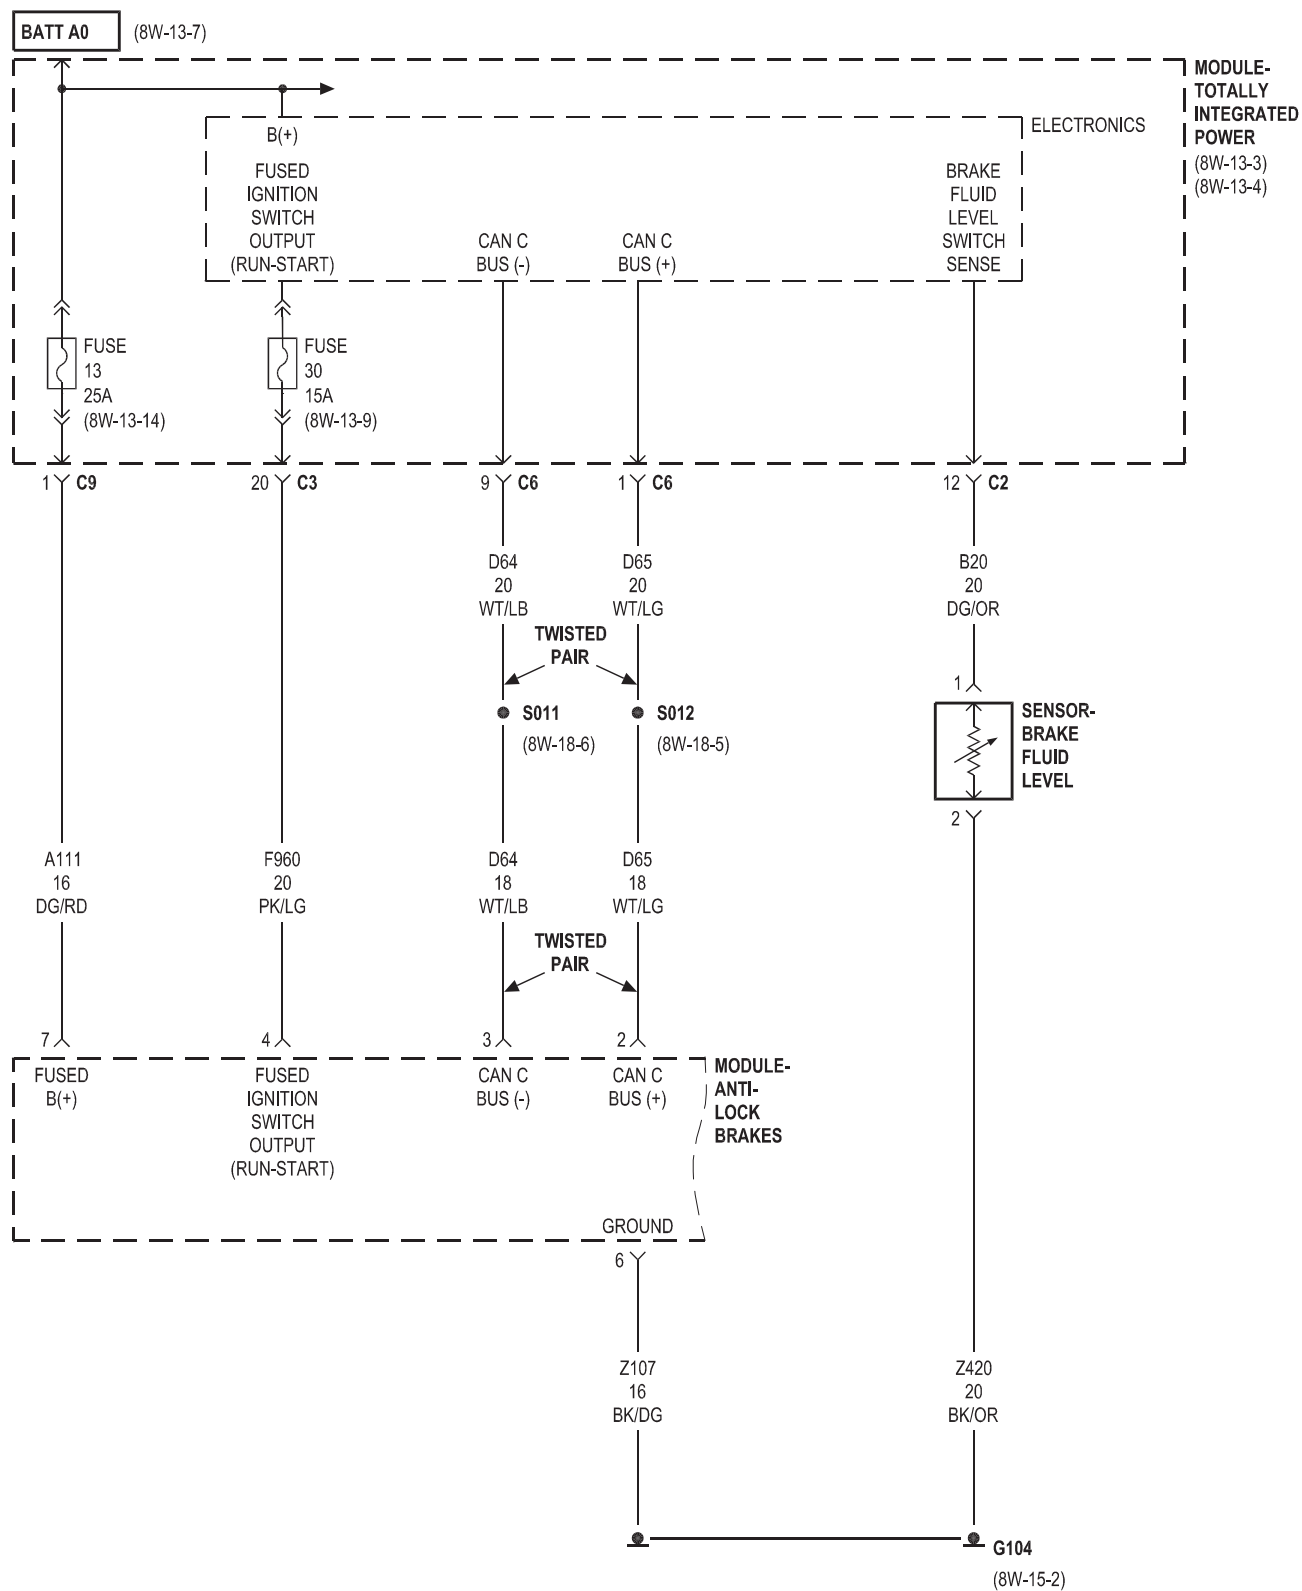 BATT A0 (8W-13-7)
MODULE-
TOTALLY
INTEGRATED
POWER
(8W-13-3)
(8W-13-4)
ELECTRONICS
B(+)
FUSED
IGNITION
SWITCH
OUTPUT
(RUN-START)
CAN C
BUS (-)
CAN C
BUS (+)
BRAKE
FLUID
LEVEL
SWITCH
SENSE
FUSE
13
25A
(8W-13-14)
FUSE
30
15A
(8W-13-9)
1 C9
20 C3
9 C6
1 C6
12 C2
D64
20
WT/LB
D65
20
WT/LG
B20
20
DG/OR
TWISTED
PAIR
S011
(8W-18-6)
S012
(8W-18-5)
1
SENSOR-
BRAKE
FLUID
LEVEL
2
A111
16
DG/RD
F960
20
PK/LG
D64
18
WT/LB
D65
18
WT/LG
TWISTED
PAIR
7
4
3
2
FUSED
B(+)
FUSED
IGNITION
SWITCH
OUTPUT
(RUN-START)
CAN C
BUS (-)
CAN C
BUS (+)
MODULE-
ANTI-
LOCK
BRAKES
GROUND
6
Z107
16
BK/DG
Z420
20
BK/OR
G104
(8W-15-2)